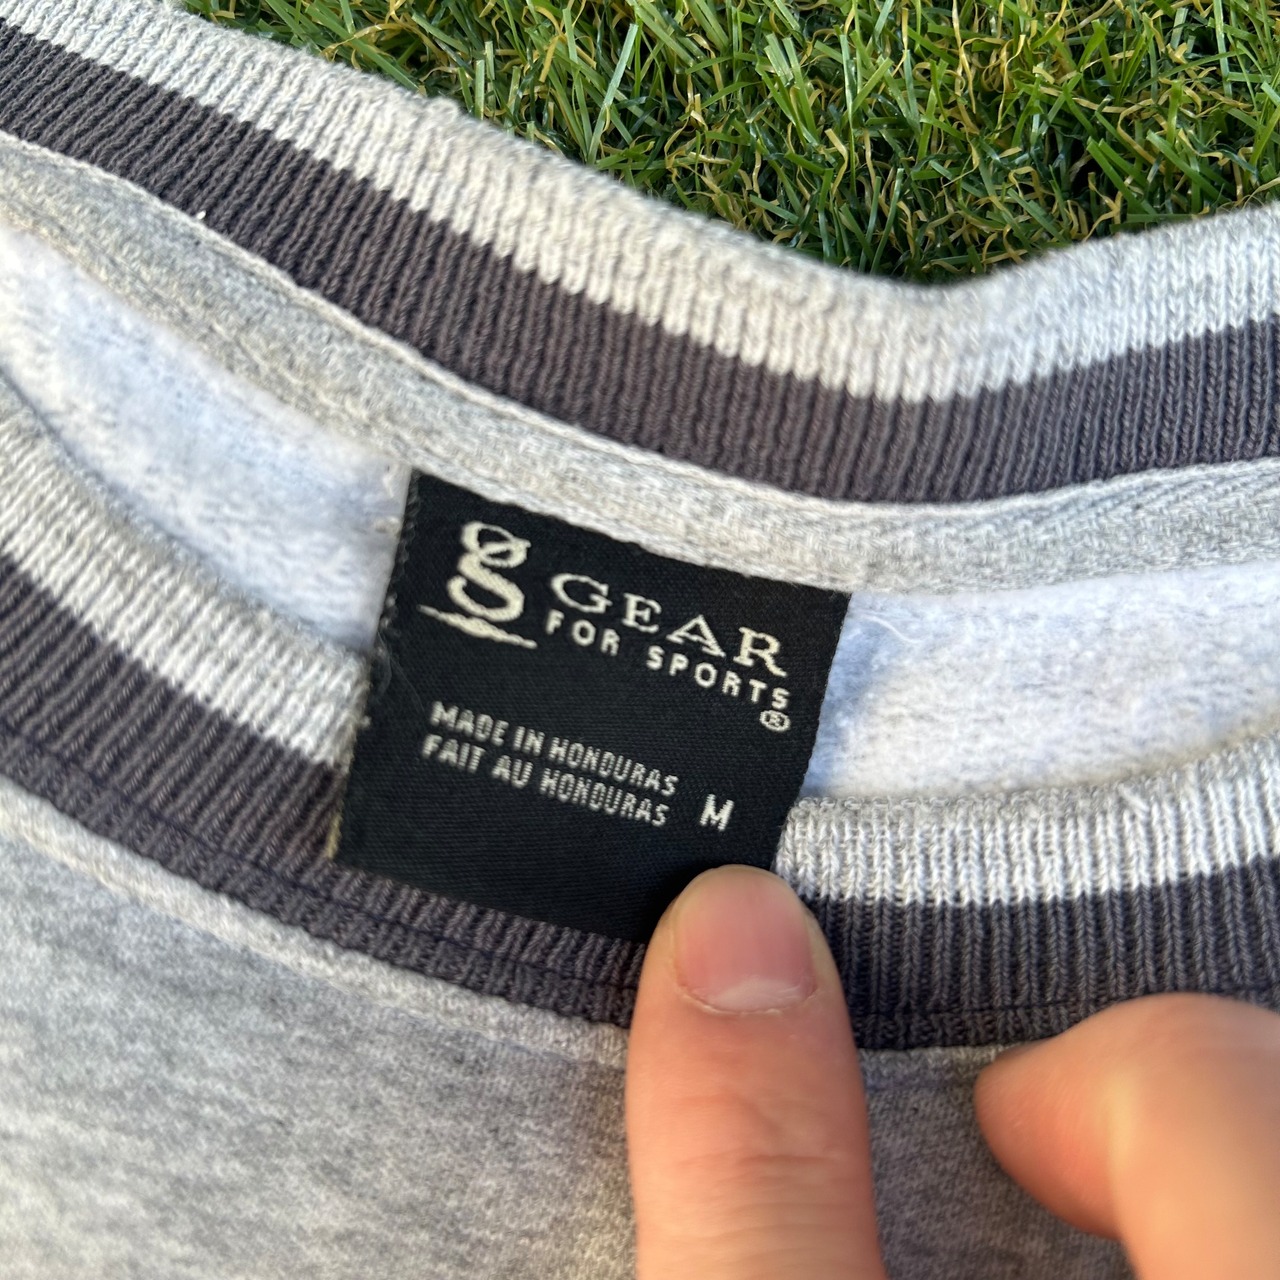 g GEAR
FOR SPORTS®
MADE IN HONDURAS
FAIT AU HONDURAS M